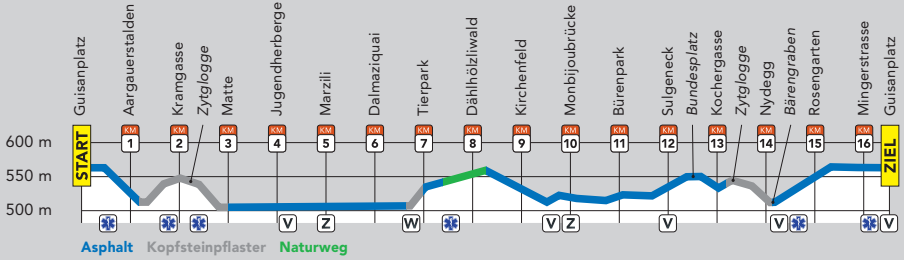 Guisanplatz
Aargauerstalden
Kramgasse
Zytglogge
Matte
Jugendherberge
Marzili
Dalmaziquai
Tierpark
Dählhölzliwald
Kirchenfeld
Monbijoubrücke
Bürenpark
Sulgeneck
Bundesplatz
Kochergasse
Zytglogge
Nydegg
Bärengraben
Rosengarten
Mingerstrasse
Guisanplatz
KM KM KM KM KM KM KM KM KM KM KM KM KM KM KM KM
600 m START 1 2 3 4 5 6 7 8 9 10 11 12 13 14 15 16 ZIEL
550 m
500 m
V Z W V Z V V V
Asphalt Kopfsteinpflaster Naturweg